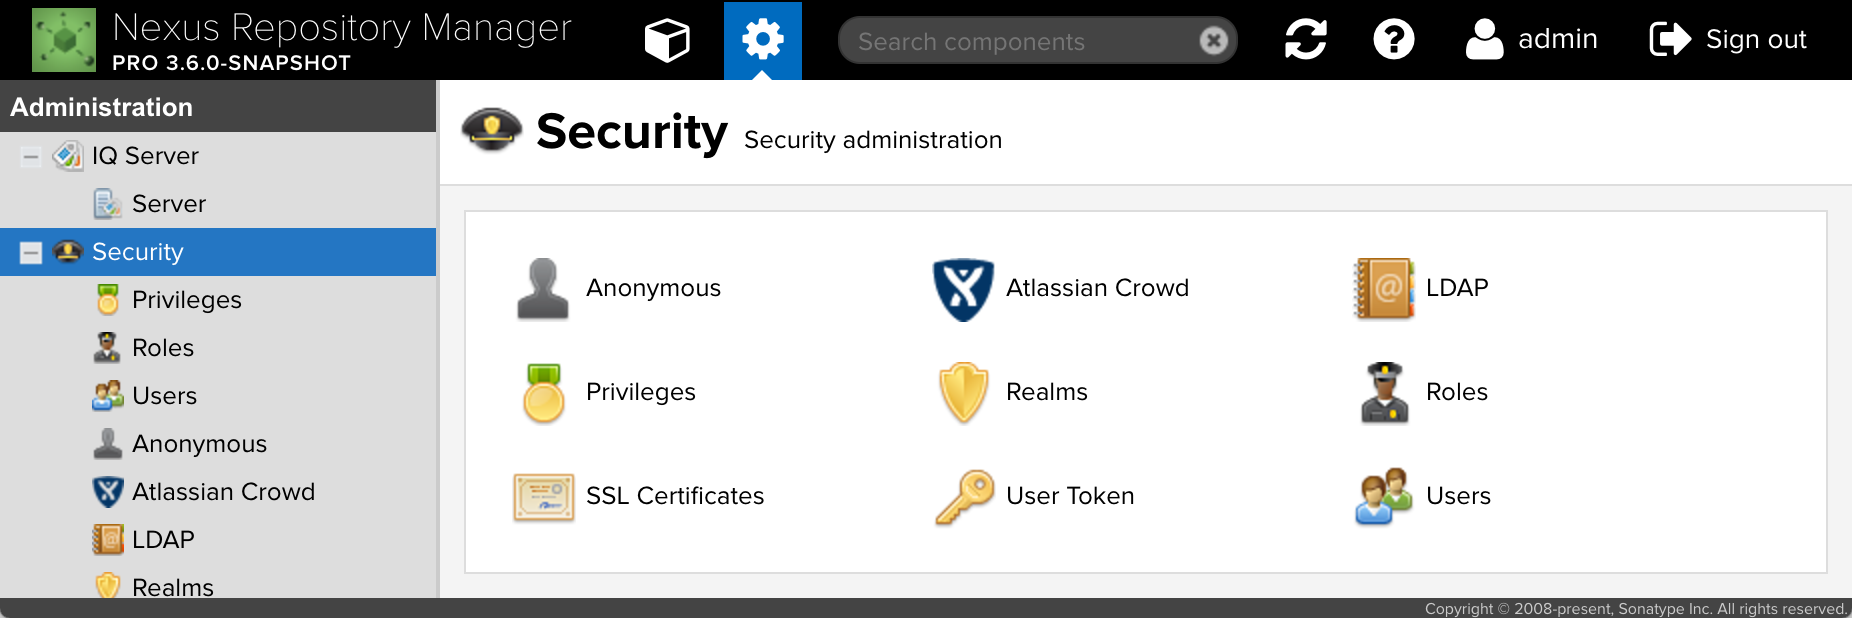 Nexus Repository Manager
PRO 3.6.0-SNAPSHOT
Search components
admin
Sign out
Administration
IQ Server
Server
Security
Privileges
Roles
Users
Anonymous
Atlassian Crowd
LDAP
Realms
Security Security administration
Anonymous
Atlassian Crowd
LDAP
Privileges
Realms
Roles
SSL Certificates
User Token
Users
Copyright © 2008-present, Sonatype Inc. All rights reserved.